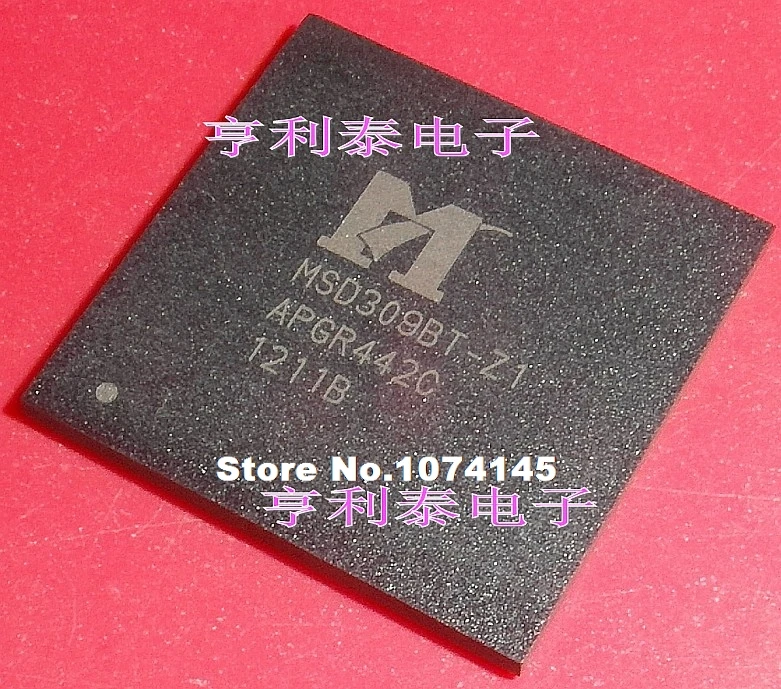 亨利泰电子
MSD309BT-Z1
APGR442C
1211B
Store No.1074145
亨利泰电子